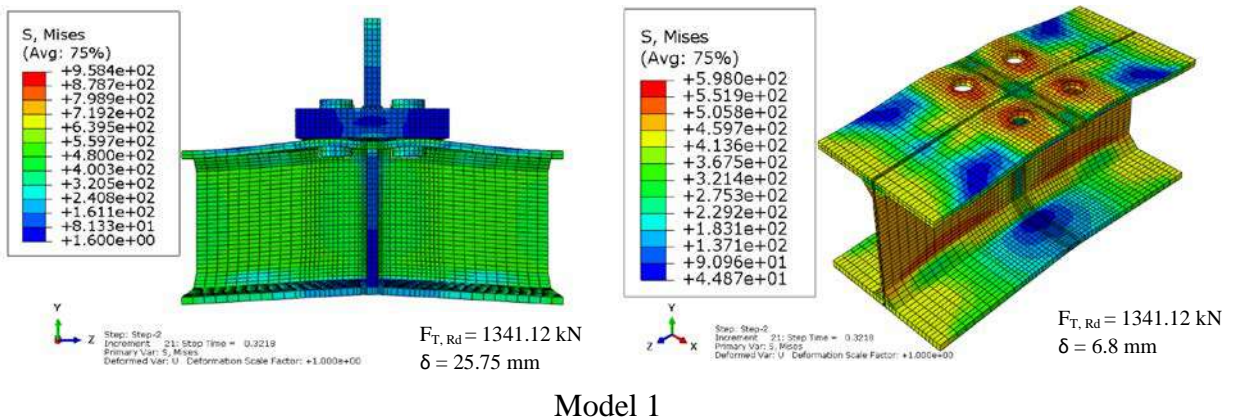 S, Mises
(Avg: 75%)
+9.584e+02
+8.787e+02
+7.989e+02
+7.192e+02
+6.395e+02
+5.597e+02
+4.800e+02
+4.003e+02
+3.205e+02
+2.408e+02
+1.611e+02
+8.133e+01
+1.600e+00
Y
Z
Step: Step-2
Increment 21: Step Time = 0.3218
Primary Var: S, Mises
Deformed Var: U Deformation Scale Factor: +1.000e+00
F_T, Rd = 1341.12 kN
δ = 25.75 mm
S, Mises
(Avg: 75%)
+5.980e+02
+5.519e+02
+5.058e+02
+4.597e+02
+4.136e+02
+3.675e+02
+3.214e+02
+2.753e+02
+2.292e+02
+1.831e+02
+1.371e+02
+9.096e+01
+4.487e+01
Y
Z X
Step: Step-2
Increment 21: Step Time = 0.3218
Primary Var: S, Mises
Deformed Var: U Deformation Scale Factor: +1.000e+00
F_T, Rd = 1341.12 kN
δ = 6.8 mm
Model 1